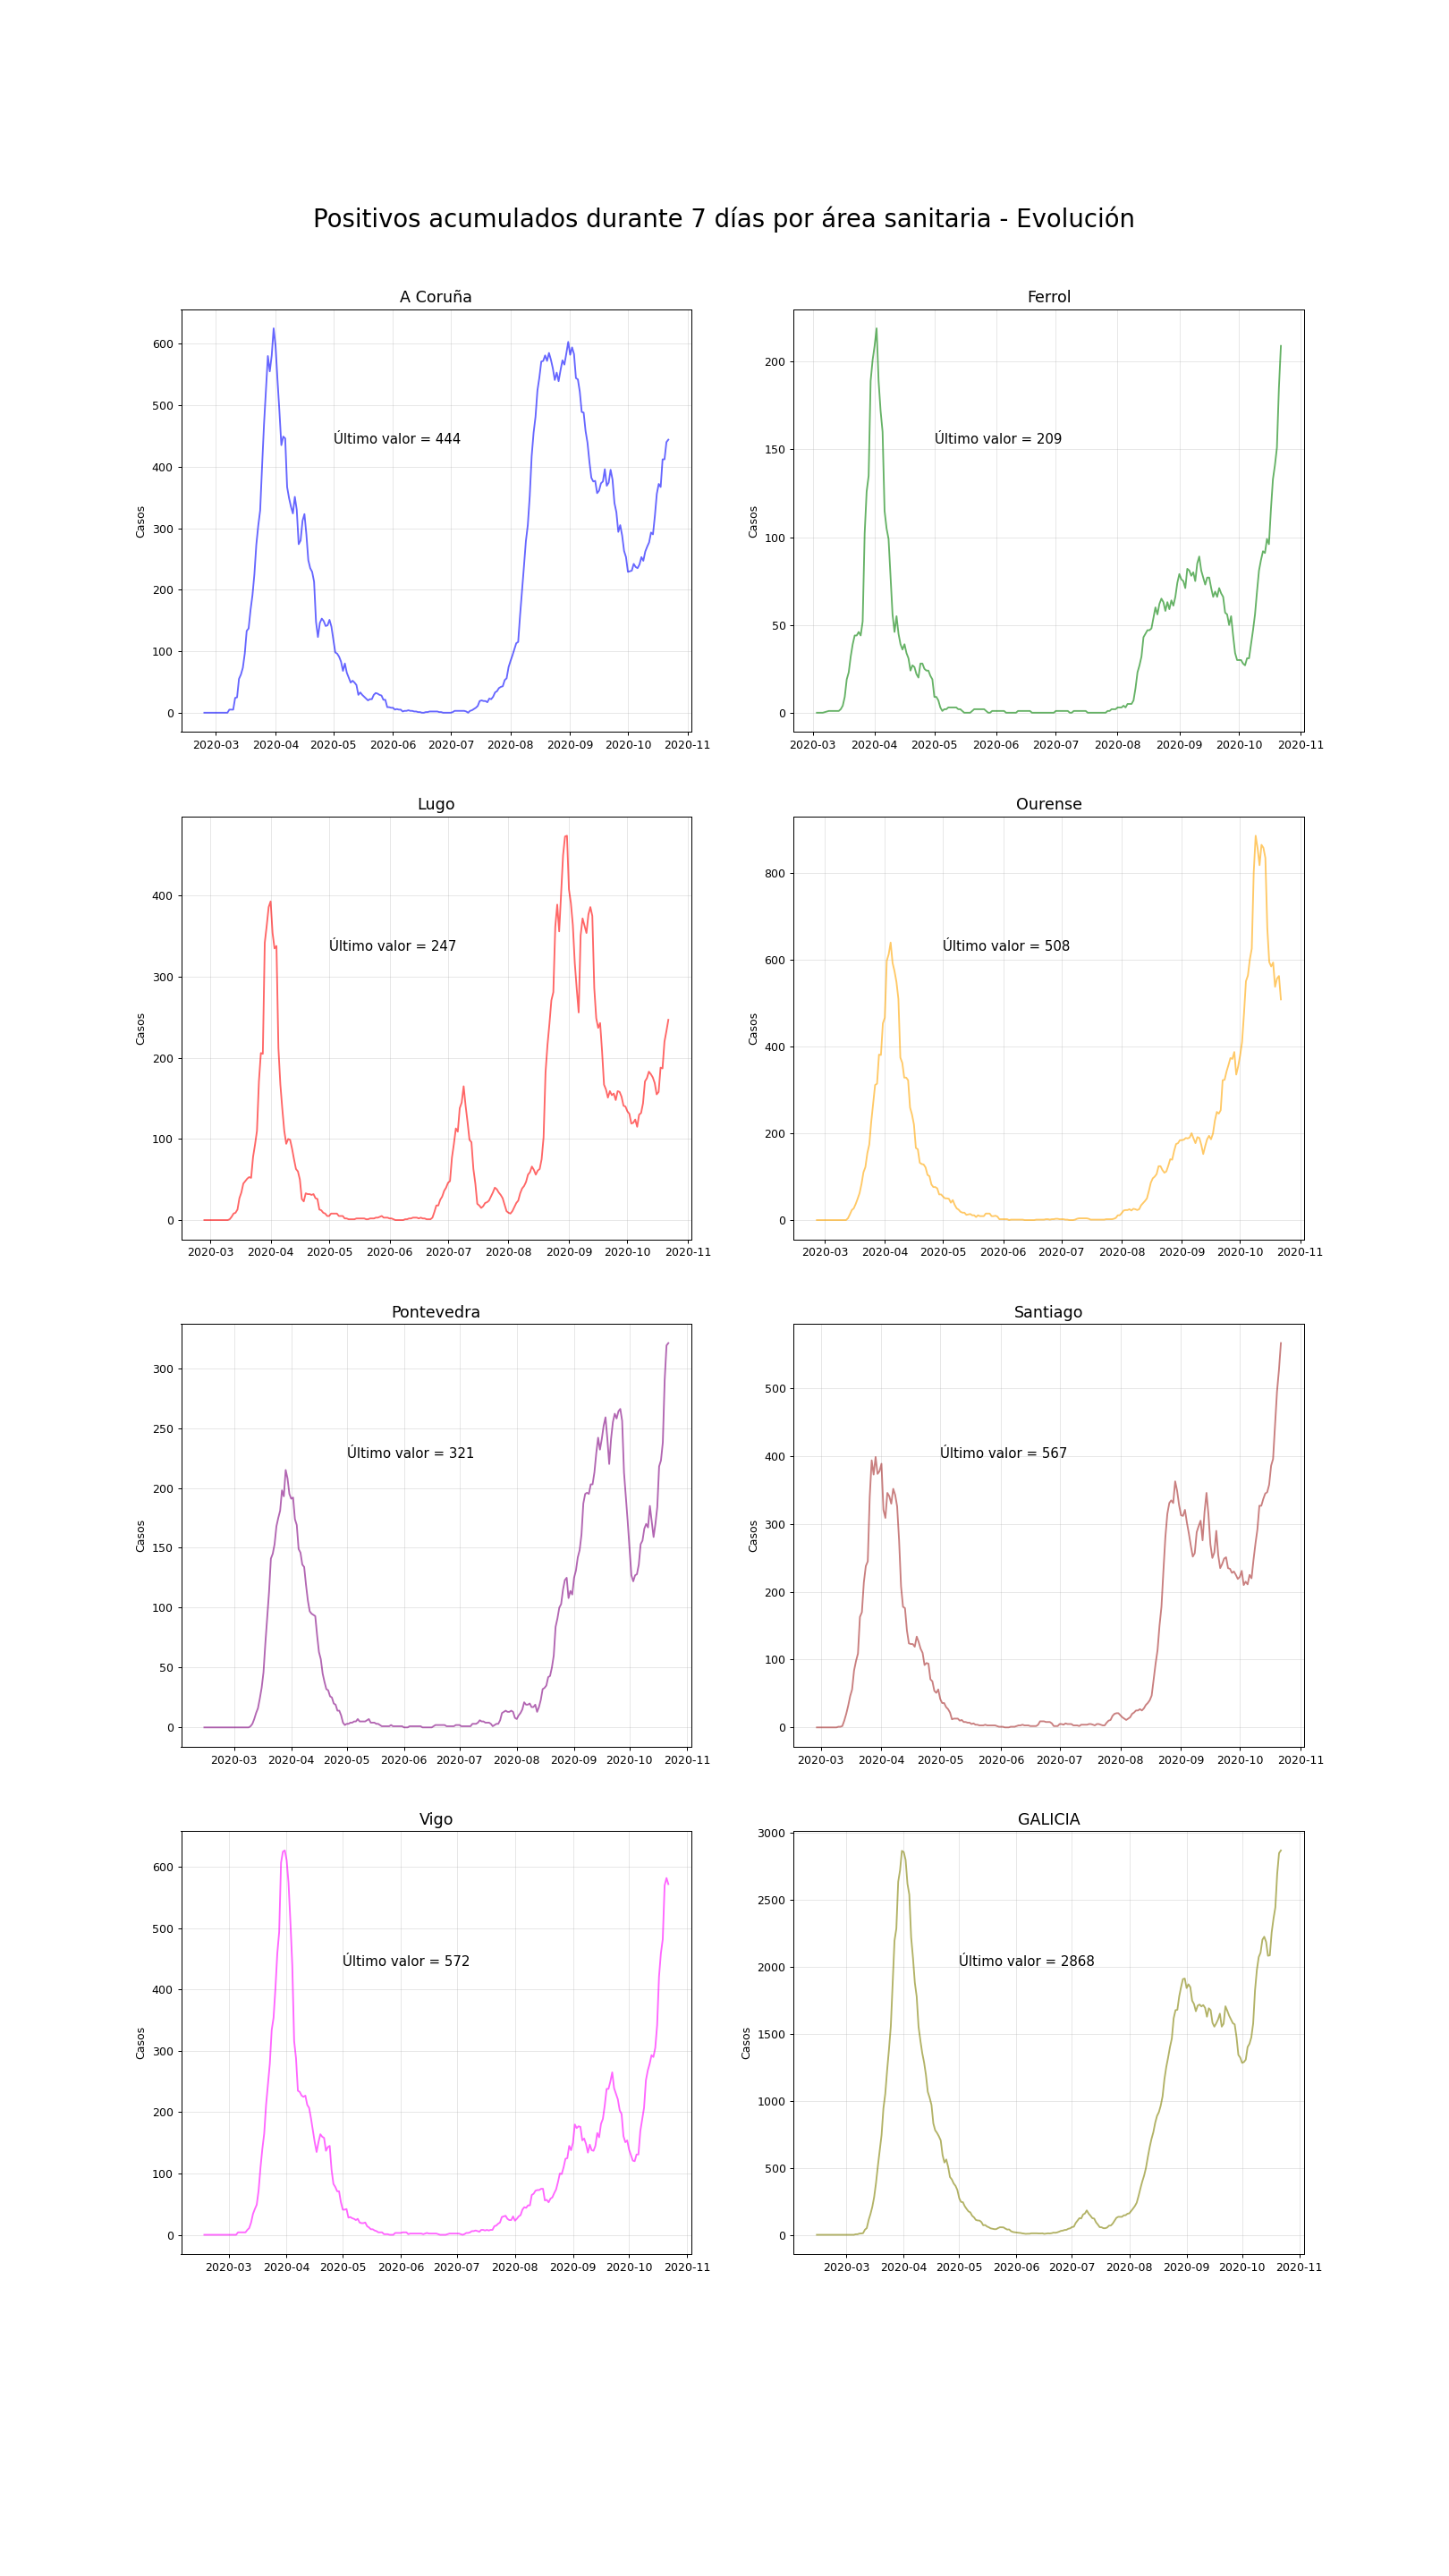 Positivos acumulados durante 7 días por área sanitaria - Evolución
A Coruña
Casos
600
500
400
300
200
100
0
Último valor = 444
2020-03 2020-04 2020-05 2020-06 2020-07 2020-08 2020-09 2020-10 2020-11
Ferrol
Casos
200
150
100
50
0
Último valor = 209
2020-03 2020-04 2020-05 2020-06 2020-07 2020-08 2020-09 2020-10 2020-11
Lugo
Casos
400
300
200
100
0
Último valor = 247
2020-03 2020-04 2020-05 2020-06 2020-07 2020-08 2020-09 2020-10 2020-11
Ourense
Casos
800
600
400
200
0
Último valor = 508
2020-03 2020-04 2020-05 2020-06 2020-07 2020-08 2020-09 2020-10 2020-11
Pontevedra
Casos
300
250
200
150
100
50
0
Último valor = 321
2020-03 2020-04 2020-05 2020-06 2020-07 2020-08 2020-09 2020-10 2020-11
Santiago
Casos
500
400
300
200
100
0
Último valor = 567
2020-03 2020-04 2020-05 2020-06 2020-07 2020-08 2020-09 2020-10 2020-11
Vigo
Casos
600
500
400
300
200
100
0
Último valor = 572
2020-03 2020-04 2020-05 2020-06 2020-07 2020-08 2020-09 2020-10 2020-11
GALICIA
Casos
3000
2500
2000
1500
1000
500
0
Último valor = 2868
2020-03 2020-04 2020-05 2020-06 2020-07 2020-08 2020-09 2020-10 2020-11